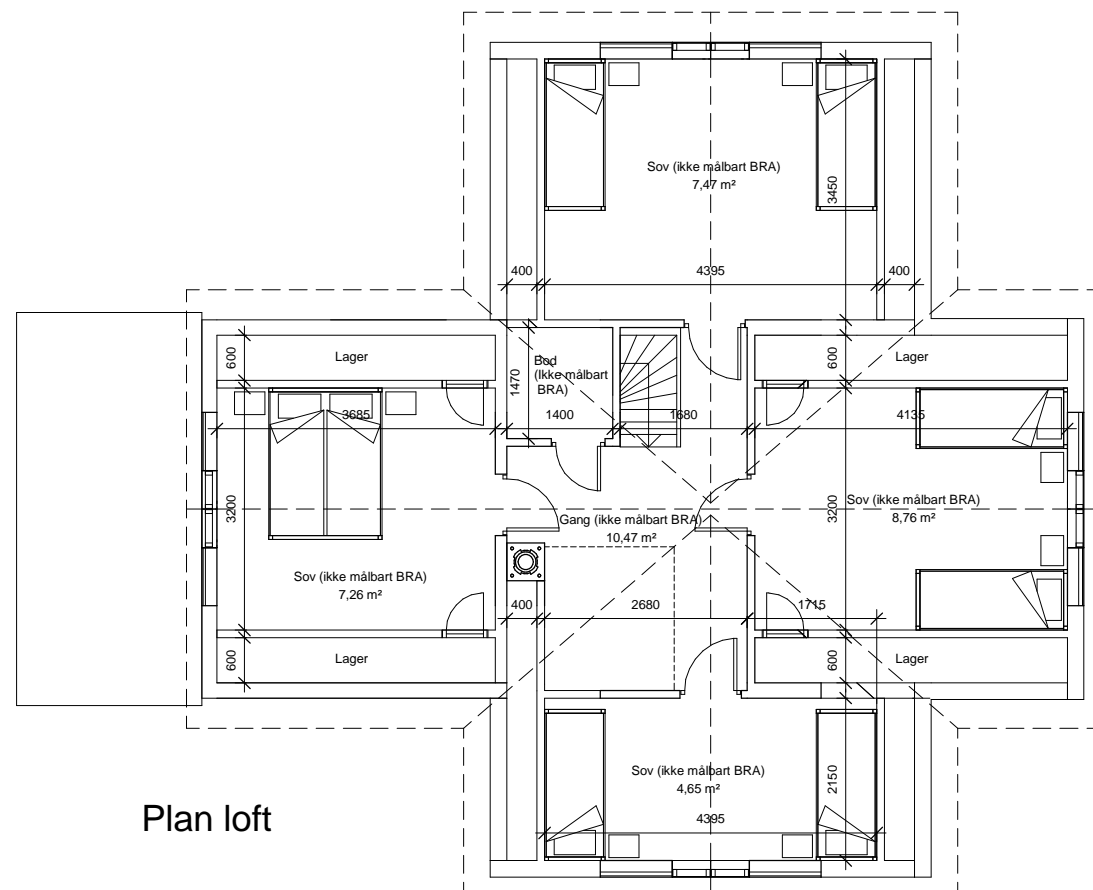 Sov (ikke målbart BRA)
7,47 m²
3450
400
4395
400
600
Lager
Bod
(Ikke målbart
BRA)
1470
600
Lager
3685
1400
1680
4135
3200
Gang (ikke målbart BRA)
10,47 m²
3200
Sov (ikke målbart BRA)
8,76 m²
Sov (ikke målbart BRA)
7,26 m²
400
2680
1715
600
Lager
600
Lager
Sov (ikke målbart BRA)
4,65 m²
2150
4395
Plan loft